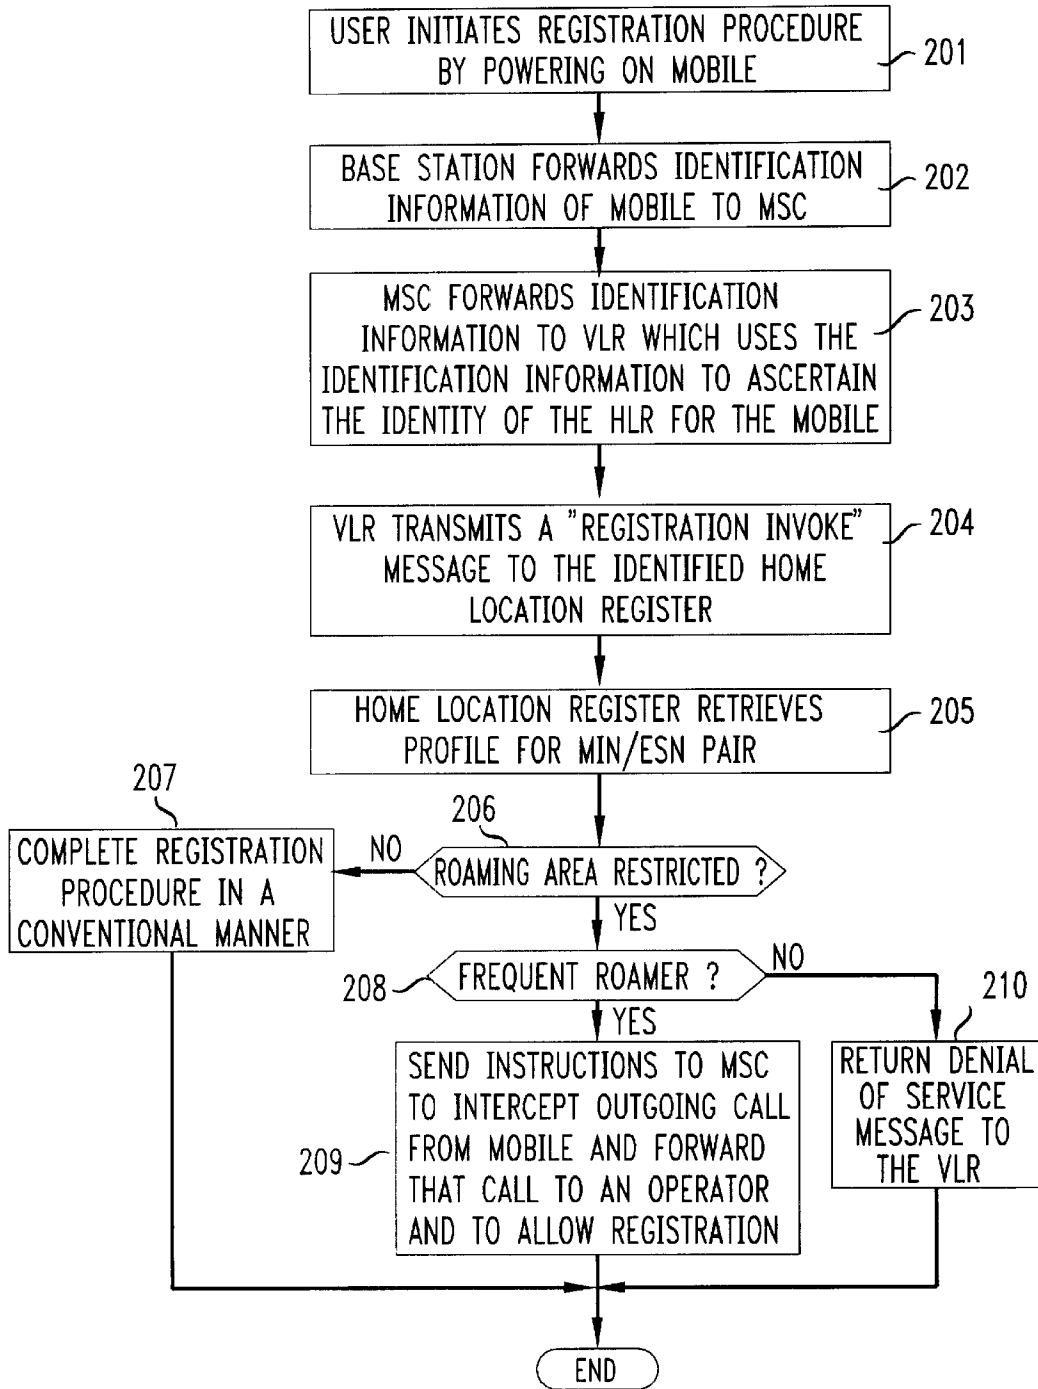 USER INITIATES REGISTRATION PROCEDURE
BY POWERING ON MOBILE
201
BASE STATION FORWARDS IDENTIFICATION
INFORMATION OF MOBILE TO MSC
202
MSC FORWARDS IDENTIFICATION
INFORMATION TO VLR WHICH USES THE
IDENTIFICATION INFORMATION TO ASCERTAIN
THE IDENTITY OF THE HLR FOR THE MOBILE
203
VLR TRANSMITS A "REGISTRATION INVOKE"
MESSAGE TO THE IDENTIFIED HOME
LOCATION REGISTER
204
HOME LOCATION REGISTER RETRIEVES
PROFILE FOR MIN/ESN PAIR
205
206
ROAMING AREA RESTRICTED ?
NO
YES
207
COMPLETE REGISTRATION
PROCEDURE IN A
CONVENTIONAL MANNER
208
FREQUENT ROAMER ?
NO
YES
209
SEND INSTRUCTIONS TO MSC
TO INTERCEPT OUTGOING CALL
FROM MOBILE AND FORWARD
THAT CALL TO AN OPERATOR
AND TO ALLOW REGISTRATION
210
RETURN DENIAL
OF SERVICE
MESSAGE TO
THE VLR
END